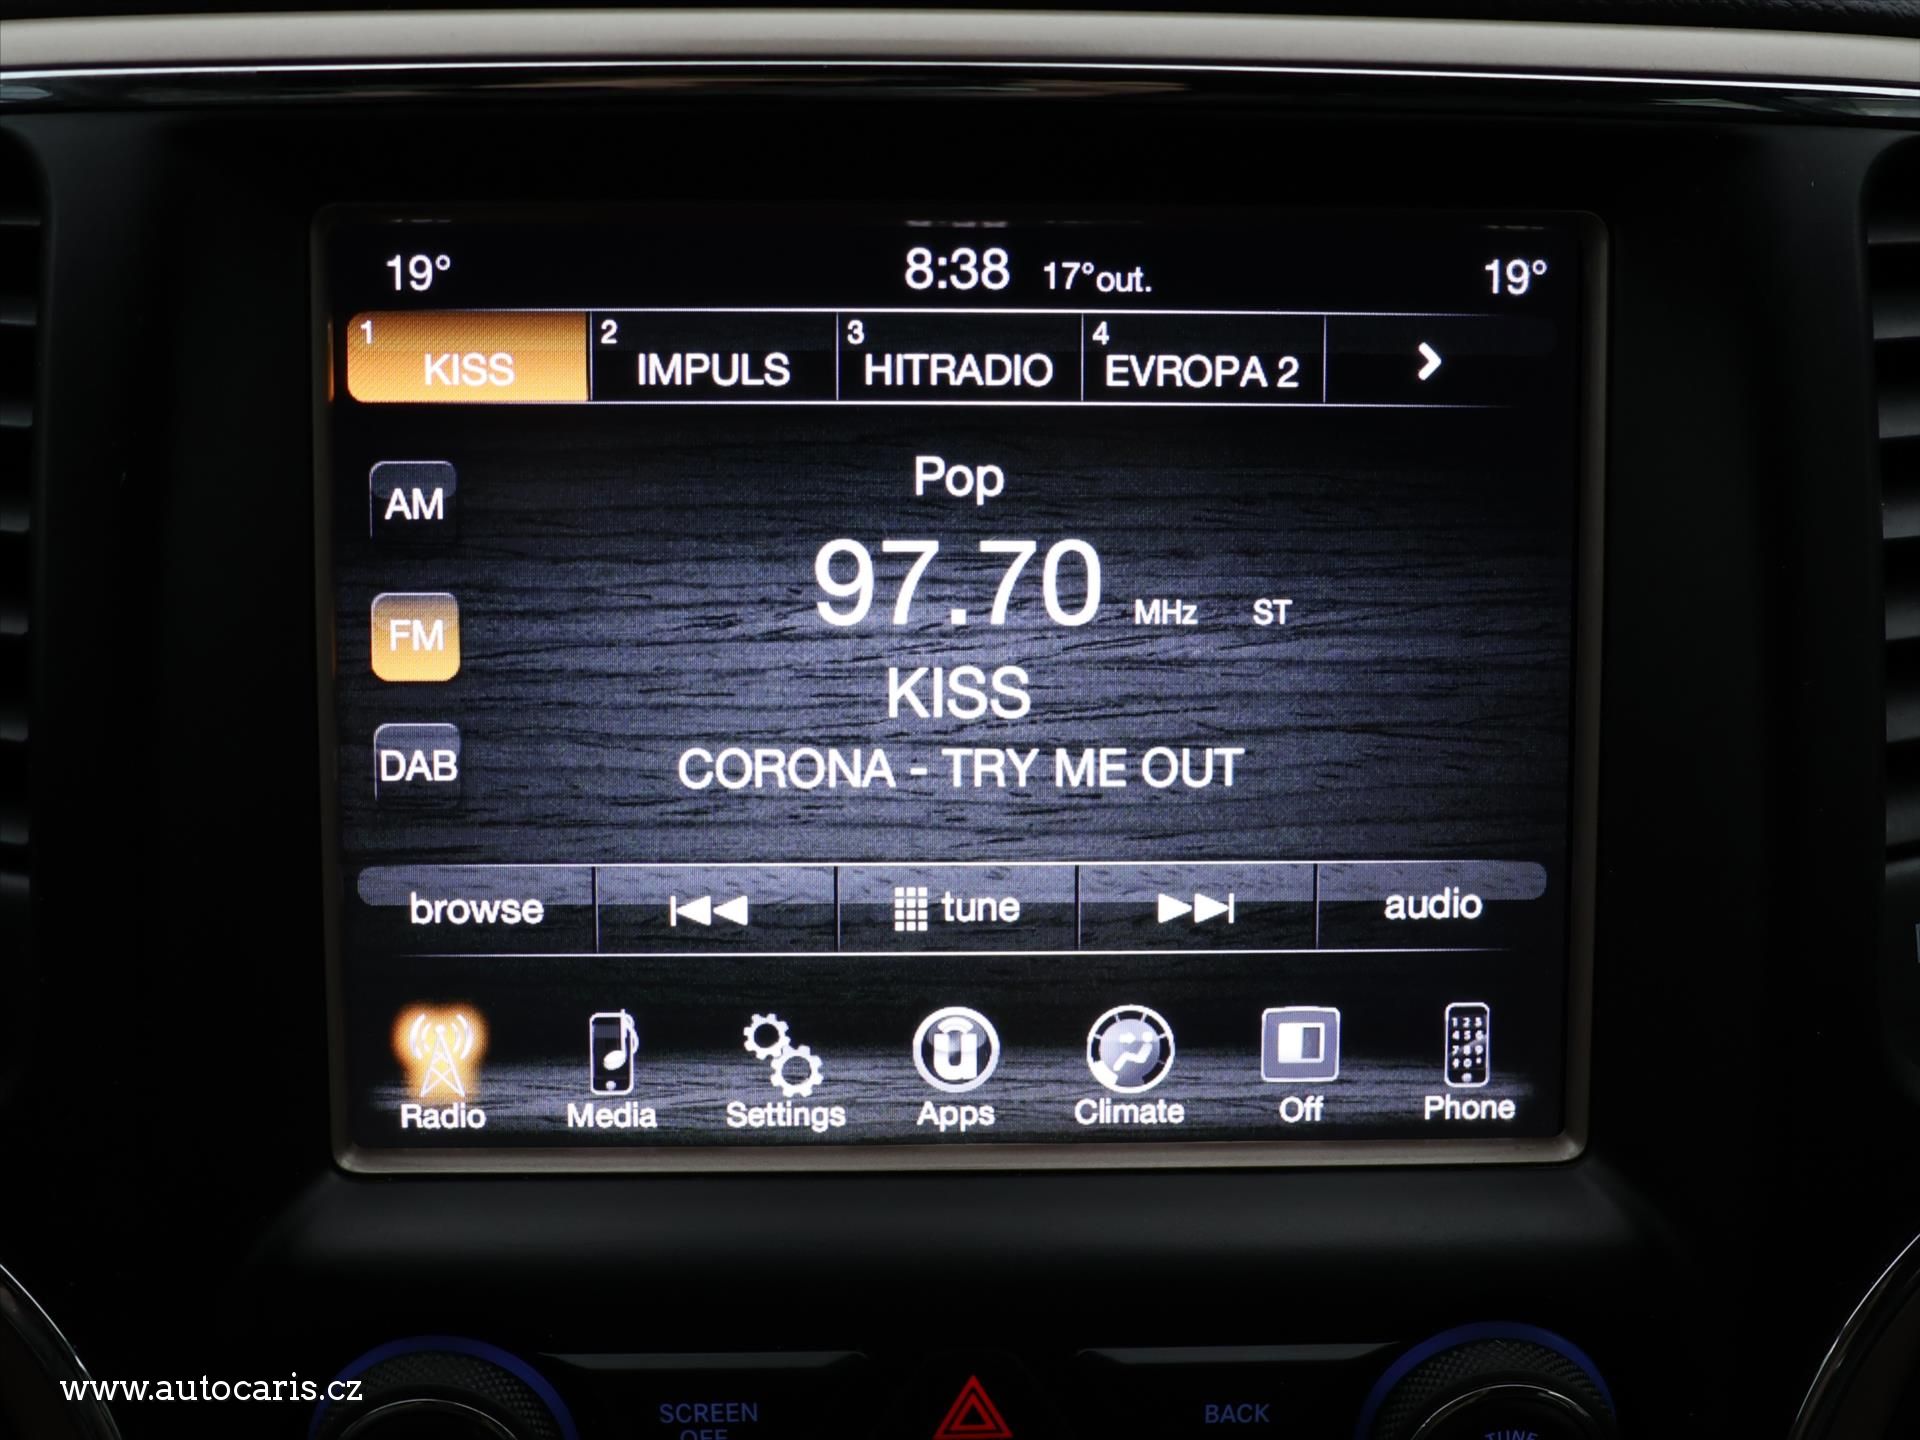 19° 8:38 17°out. 19°
1 KISS 2 IMPULS 3 HITRADIO 4 EVROPA 2
Pop
AM
97.70 MHz ST
FM
KISS
CORONA - TRY ME OUT
DAB
browse tune audio
Radio Media Settings Apps Climate Off Phone
www.autocaris.cz
SCREEN OFF BACK
TUNE